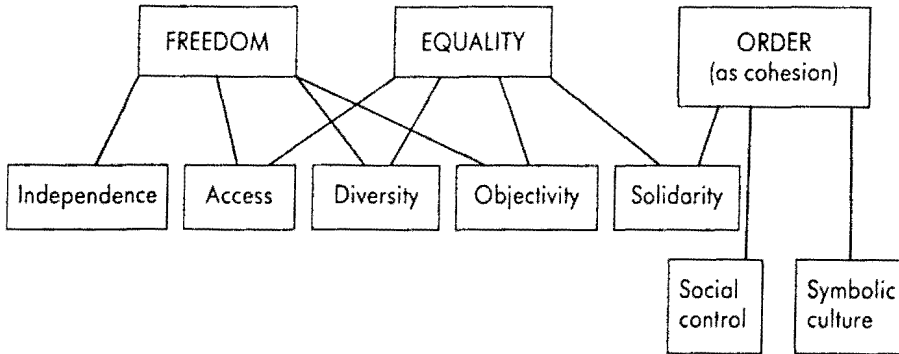 FREEDOM
EQUALITY
ORDER
(as cohesion)
Independence
Access
Diversity
Objectivity
Solidarity
Social
control
Symbolic
culture